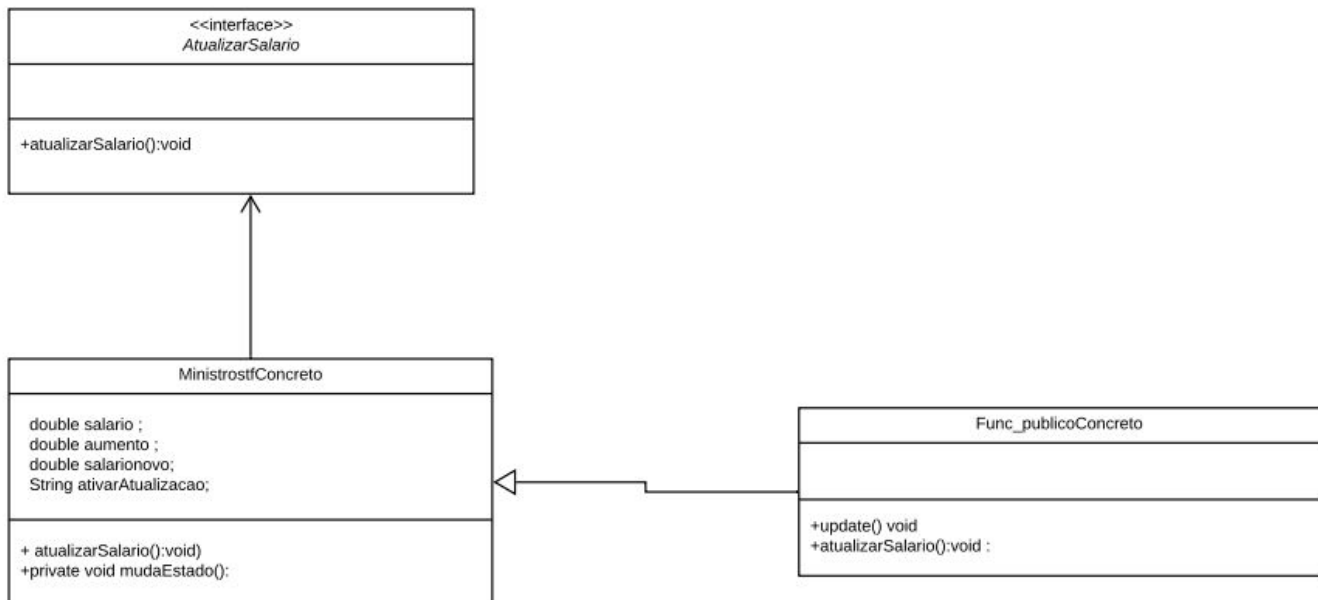 <<interface>>
AtualizarSalario
+atualizarSalario():void
MinistrostfConcreto
double salario ;
double aumento ;
double salarionovo;
String ativarAtualizacao;
+ atualizarSalario():void)
+private void mudaEstado():
Func_publicoConcreto
+update() void
+atualizarSalario():void :